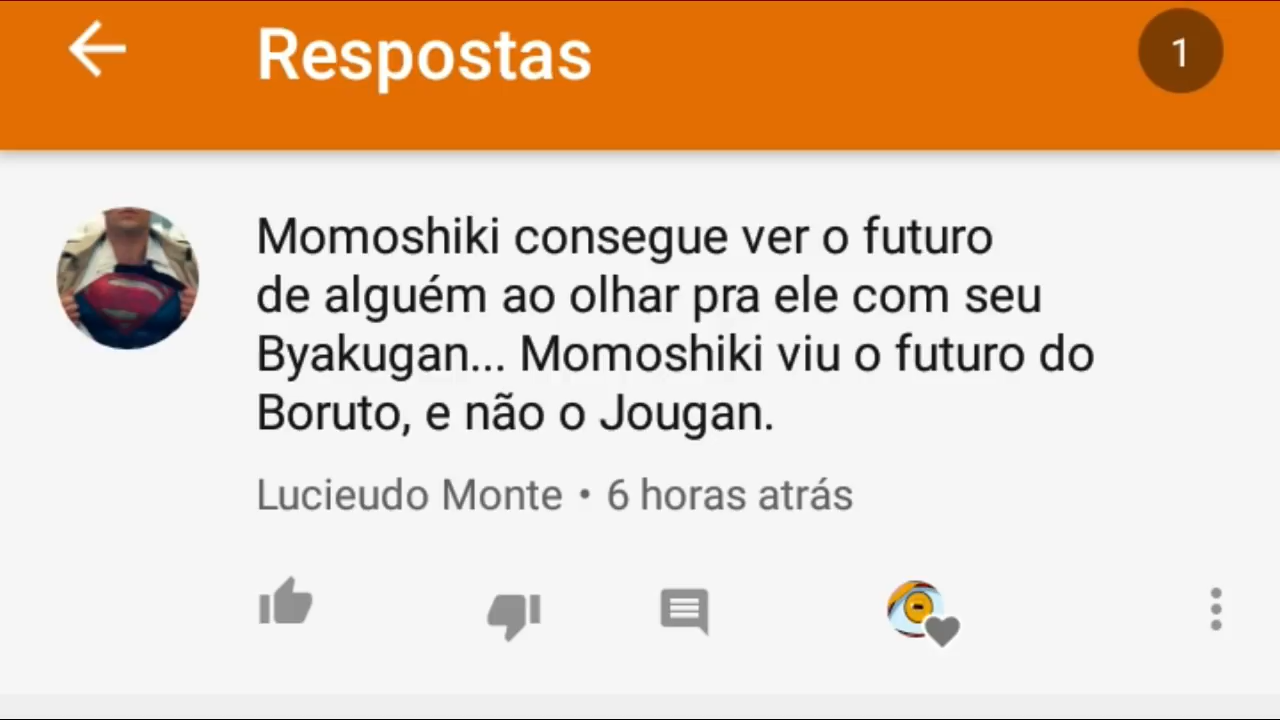 Respostas
1
Momoshiki consegue ver o futuro
de alguém ao olhar pra ele com seu
Byakugan... Momoshiki viu o futuro do
Boruto, e não o Jougan.
Lucieudo Monte • 6 horas atrás